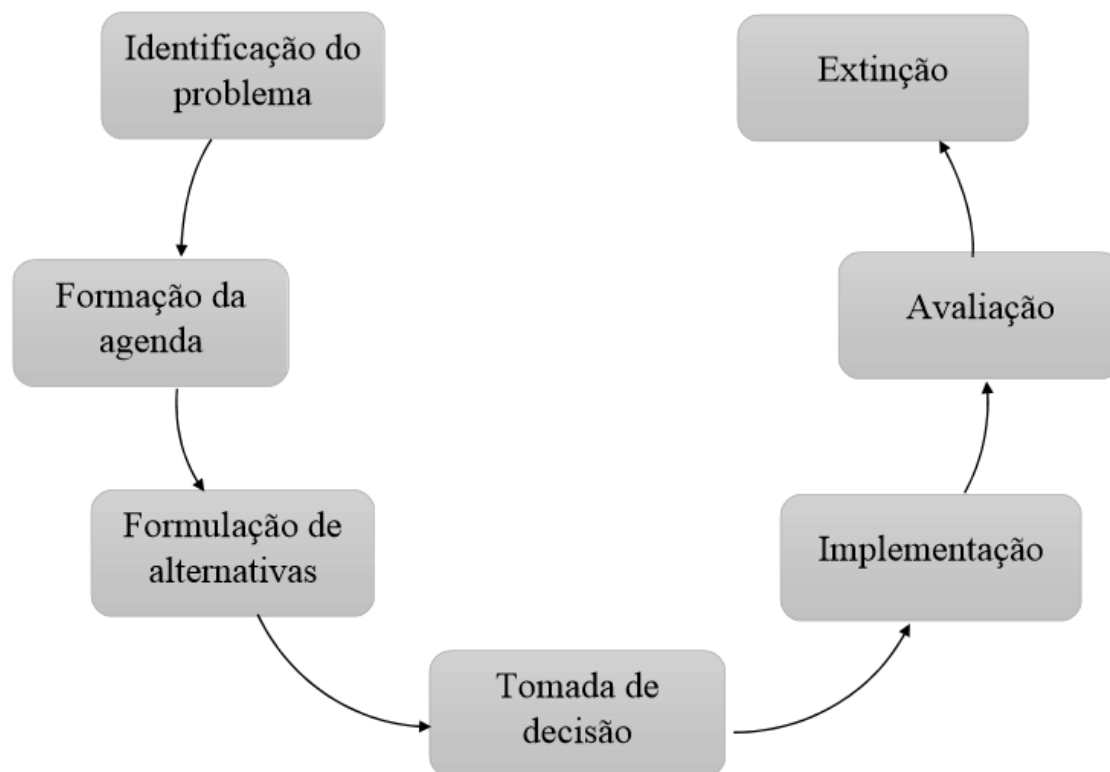 Identificação do
problema
Formação da
agenda
Formulação de
alternativas
Tomada de
decisão
Implementação
Avaliação
Extinção